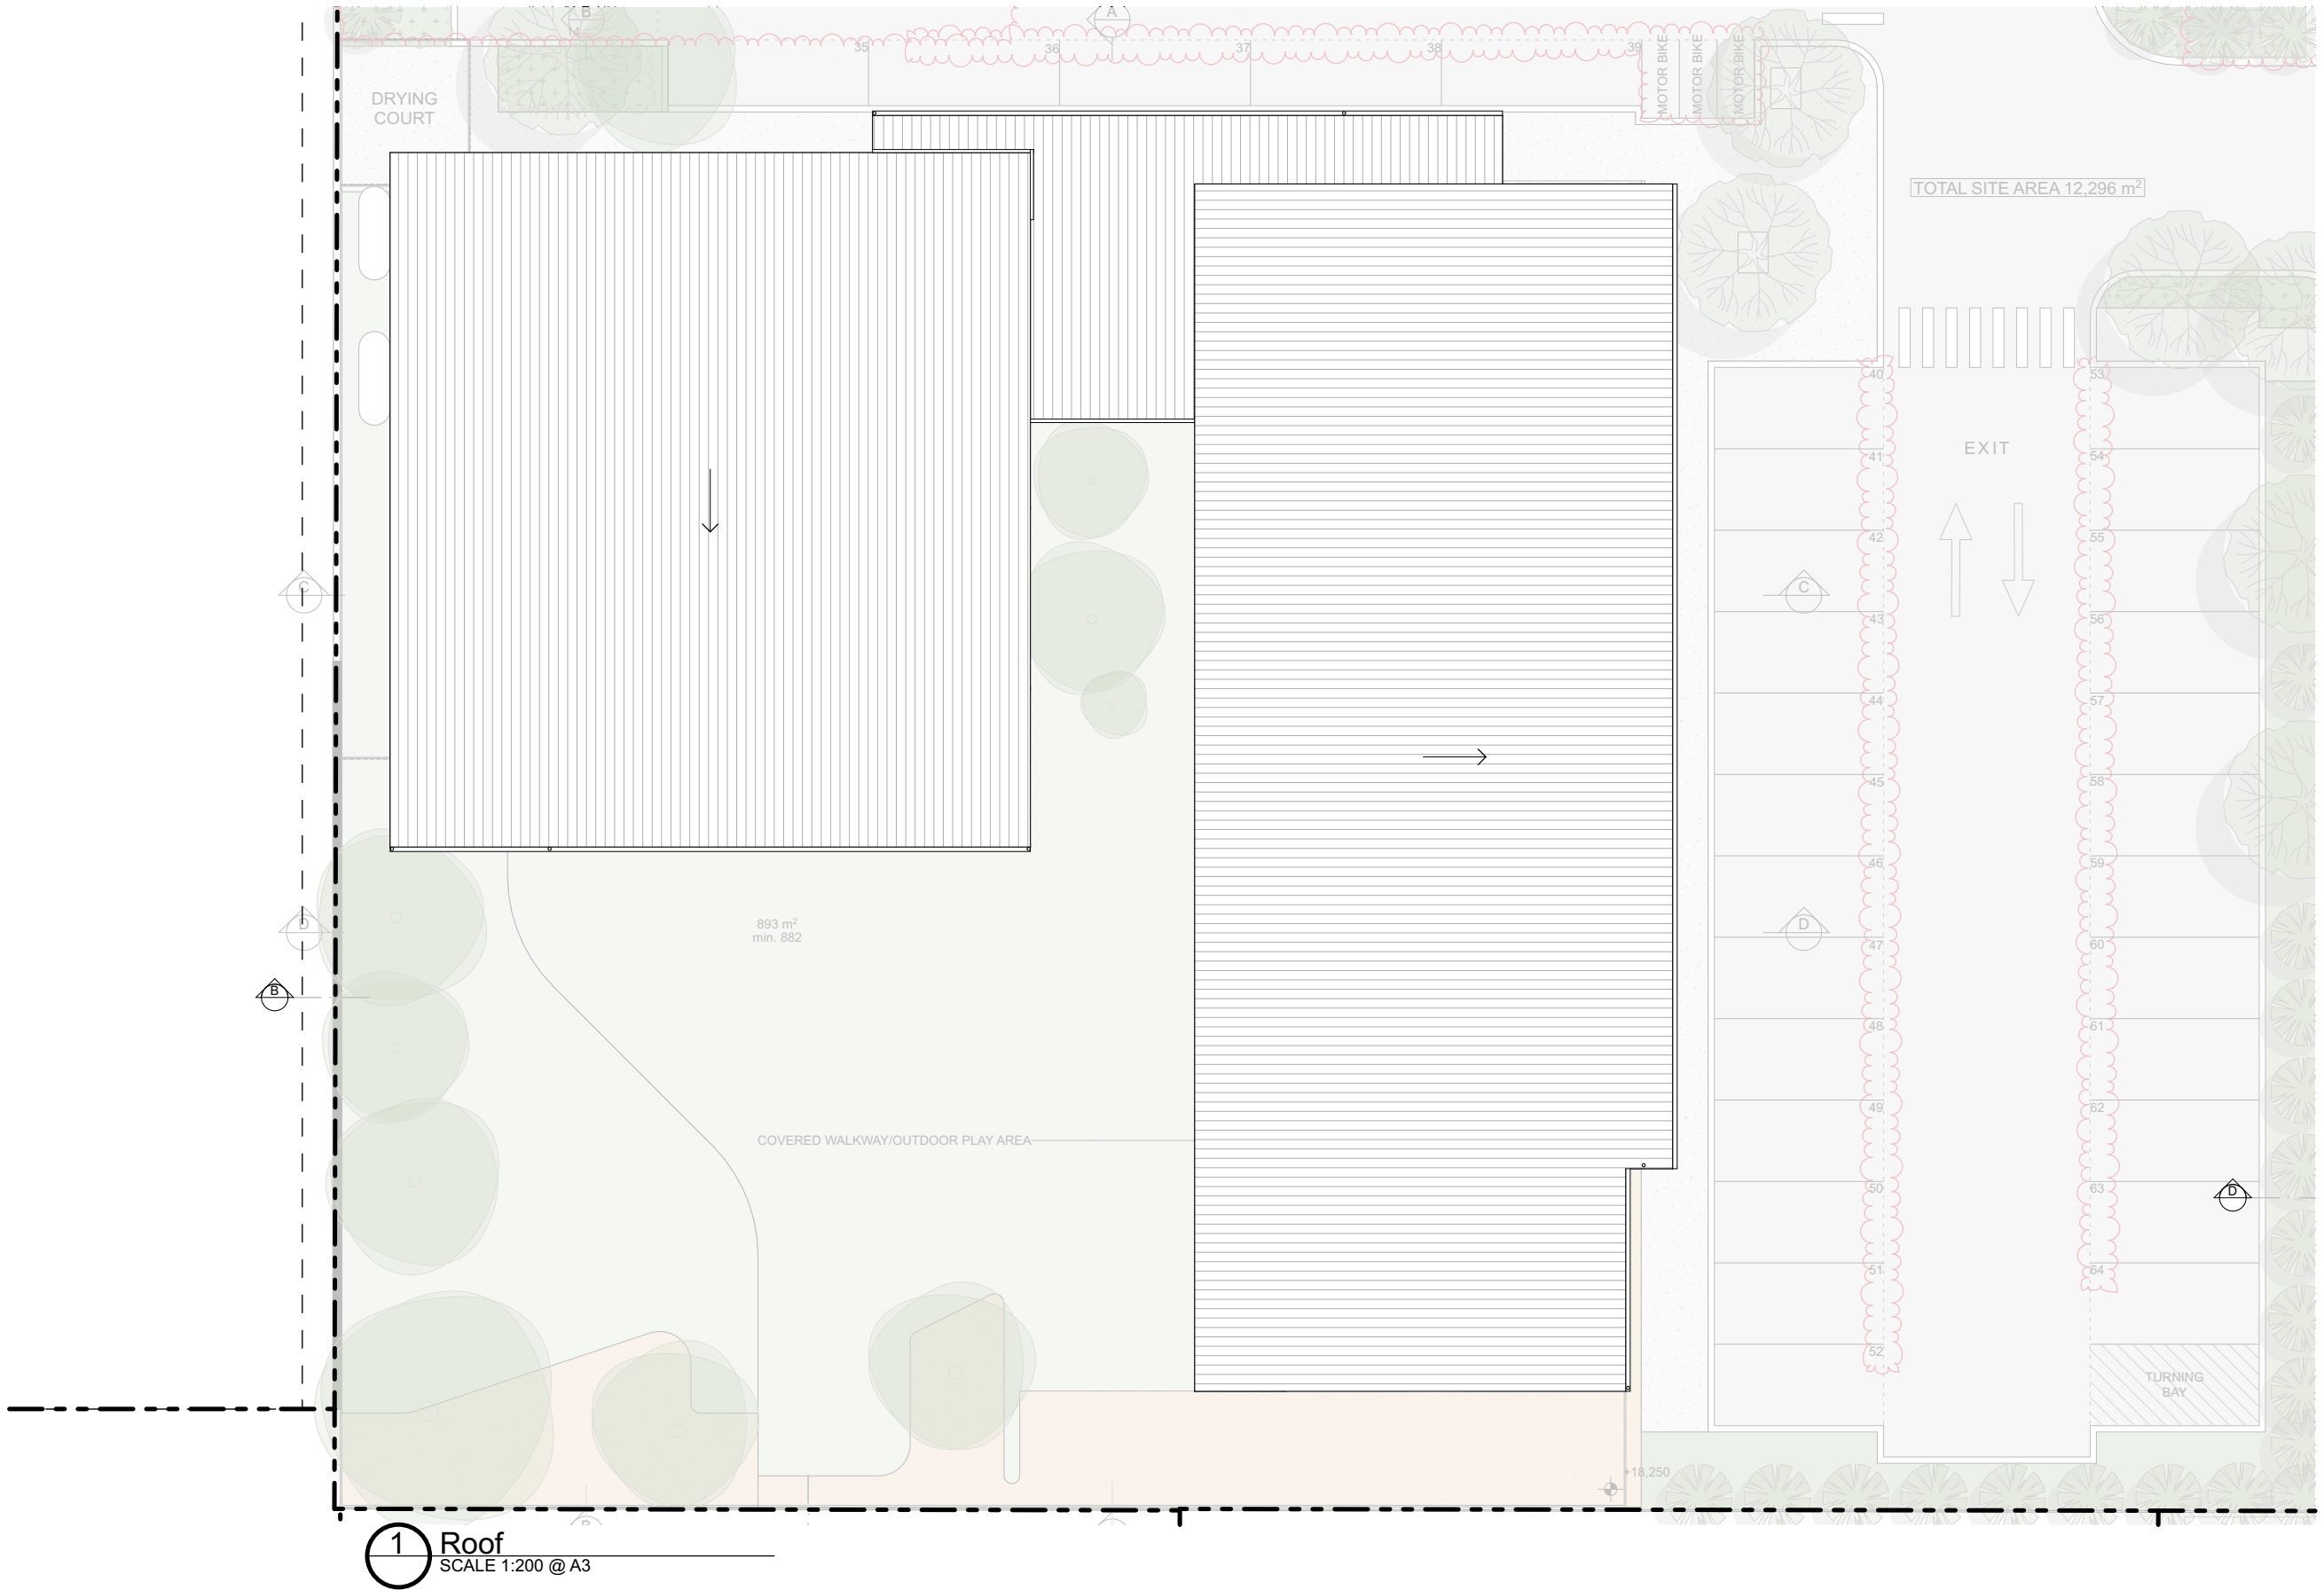 B
A
35
36
37
38
39
MOTOR BIKE
MOTOR BIKE
MOTOR BIKE
DRYING
COURT
TOTAL SITE AREA 12,296 m²
40
53
EXIT
41
54
42
55
C
C
43
56
44
57
45
58
46
59
893 m²
min. 882
D
D
47
60
B
48
61
49
62
COVERED WALKWAY/OUTDOOR PLAY AREA
50
63
D
51
64
52
TURNING
BAY
+18,250
1
Roof
SCALE 1:200 @ A3